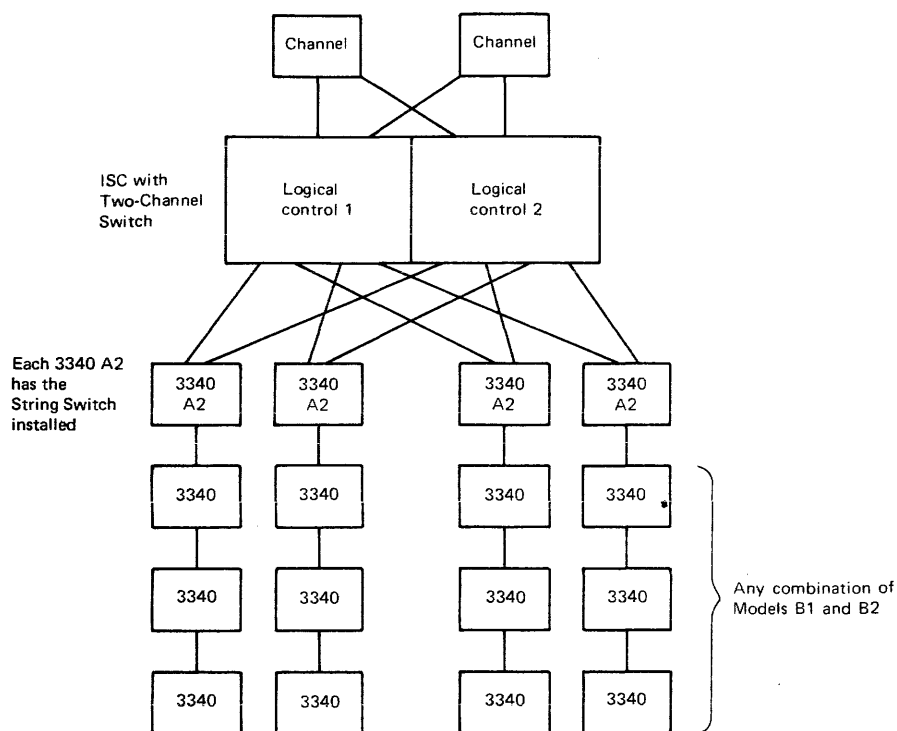 Channel
Channel
ISC with
Two-Channel
Switch
Logical
control 1
Logical
control 2
Each 3340 A2
has the
String Switch
installed
3340
A2
3340
A2
3340
A2
3340
A2
3340
3340
3340
3340
3340
3340
3340
3340
Any combination of
Models B1 and B2
3340
3340
3340
3340